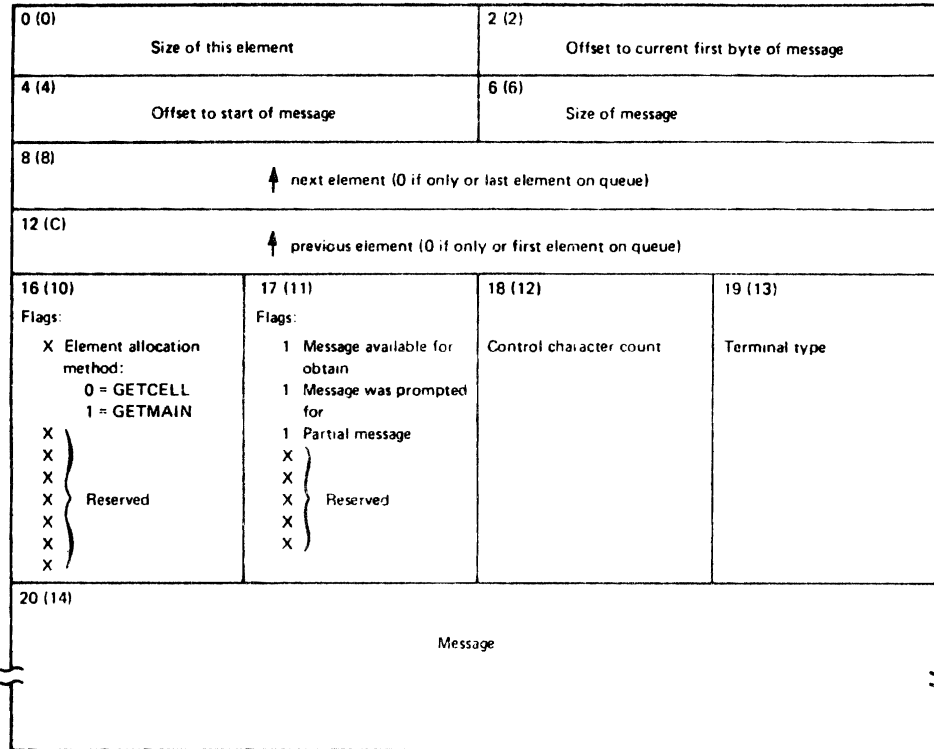 0 (0)
Size of this element
2 (2)
Offset to current first byte of message
4 (4)
Offset to start of message
6 (6)
Size of message
8 (8)
next element (0 if only or last element on queue)
12 (C)
previous element (0 if only or first element on queue)
16 (10)
Flags:
X Element allocation
method:
0 = GETCELL
1 = GETMAIN
X
X
X
X Reserved
X
X
X
17 (11)
Flags:
1 Message available for
obtain
1 Message was prompted
for
1 Partial message
X
X
X Reserved
X
X
18 (12)
Control character count
19 (13)
Terminal type
20 (14)
Message